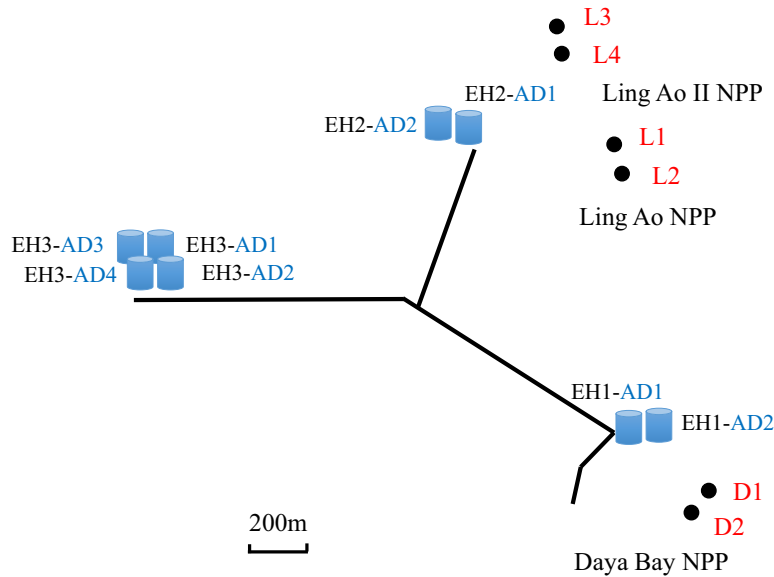 L3
L4
EH2-AD1
Ling Ao II NPP
EH2-AD2
L1
L2
Ling Ao NPP
EH3-AD3
EH3-AD1
EH3-AD4
EH3-AD2
EH1-AD1
EH1-AD2
D1
200m
D2
Daya Bay NPP